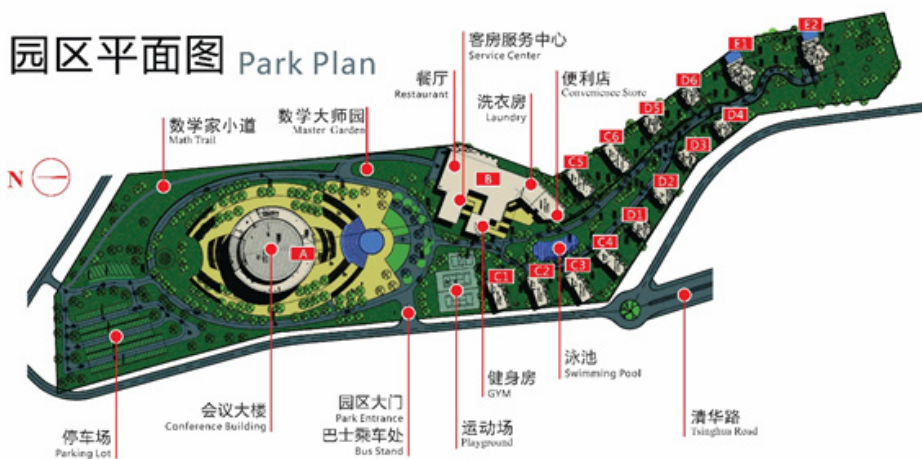 园区平面图 Park Plan
客房服务中心
Service Center
餐厅
Restaurant
洗衣房
Laundry
便利店
Convenience Store
数学家小道
Math Trail
数学大师园
Master Garden
N
E2
E1
D6
D5
D4
C6
D3
C5
D2
B
D1
C4
A
C3
C2
C1
泳池
Swimming Pool
健身房
GYM
会议大楼
Conference Building
园区大门
Park Entrance
巴士乘车处
Bus Stand
运动场
Playground
清华路
Tsinghua Road
停车场
Parking Lot